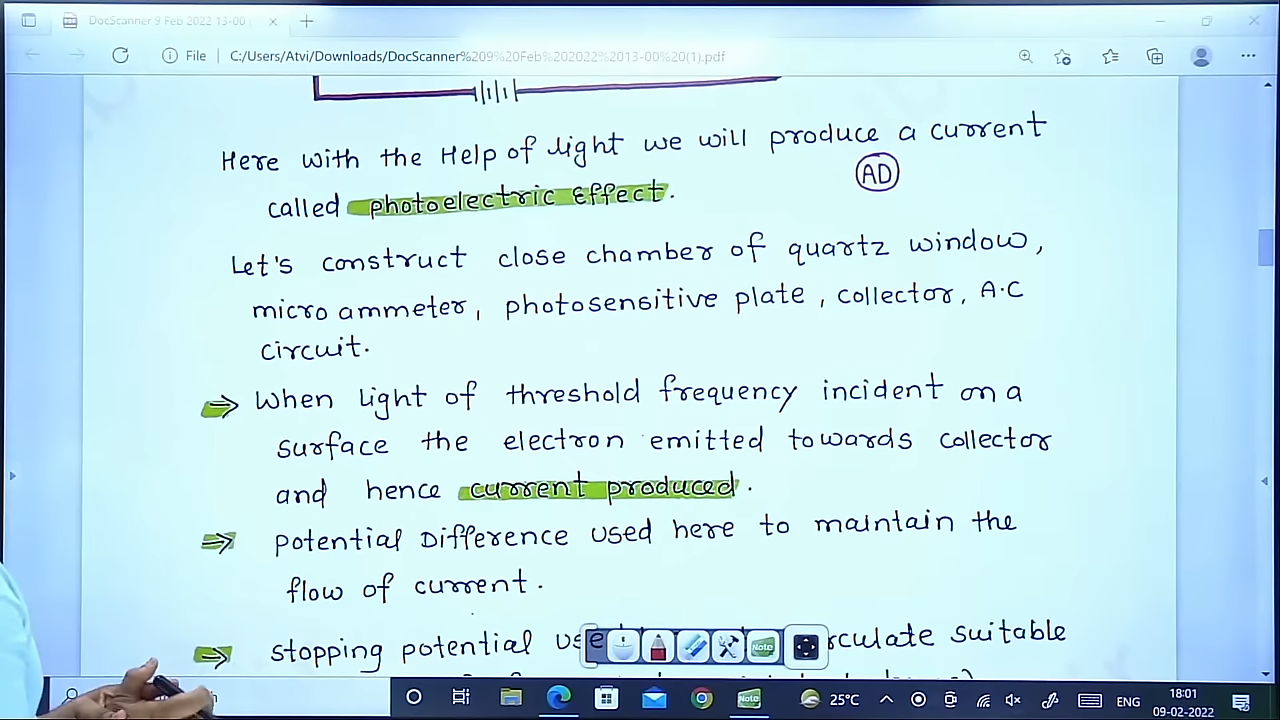 DocScanner 9 Feb 2022 13-00
File C:/Users/Atvi/Downloads/DocScanner%209%20Feb%202022%2013-00%20(1).pdf
Here with the Help of light we will produce a current
AD
called photoelectric Effect.
Let's construct close chamber of quartz window,
micro ammeter, photosensitive plate, collector, A.C
circuit.
⇒ When light of threshold frequency incident on a
surface the electron emitted towards collector
and hence current produced.
⇒ Potential Difference used here to maintain the
flow of current.
⇒ stopping potential use rculate suitable
Note
25°C ENG 18:01
09-02-2022